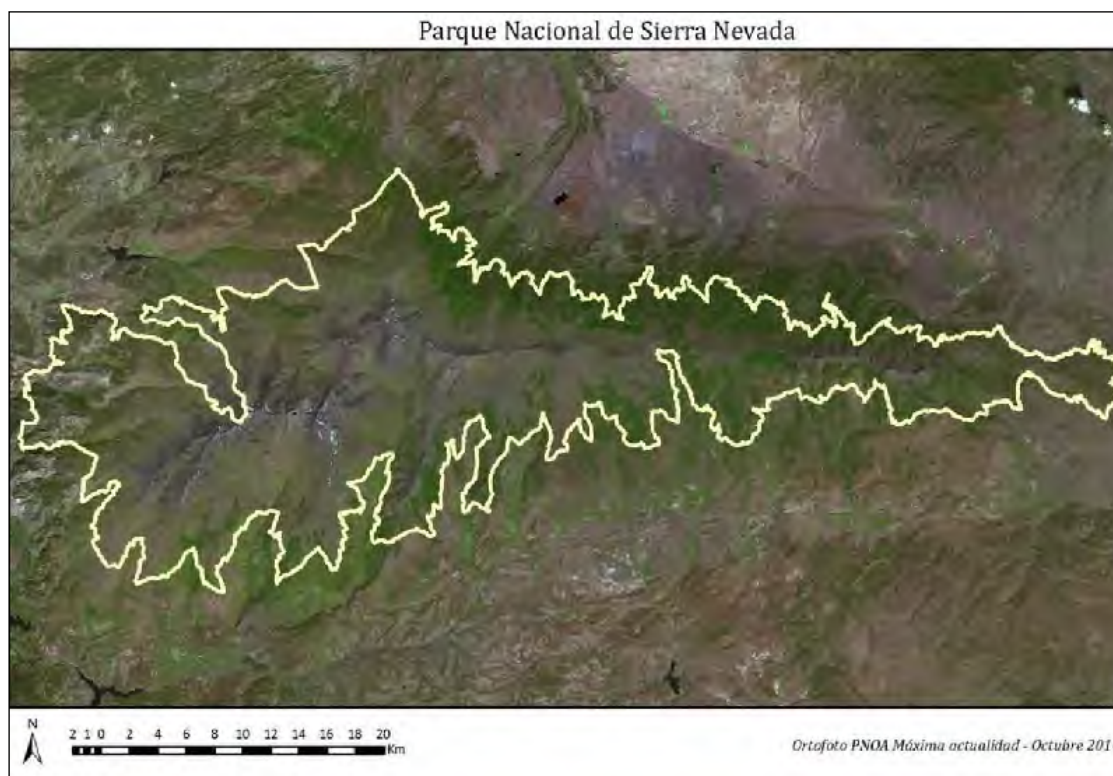 Parque Nacional de Sierra Nevada
N
2 1 0 2 4 6 8 10 12 14 16 18 20
Km
Ortofoto PNOA Máxima actualidad - Octubre 201